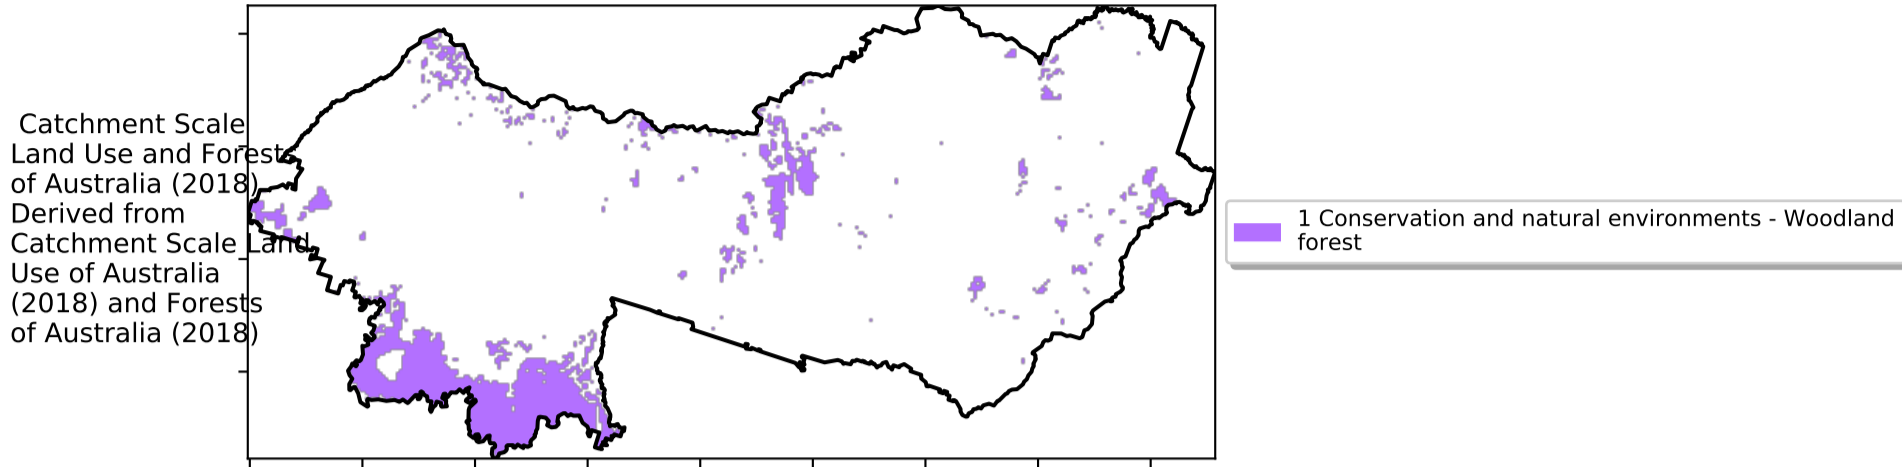 Catchment Scale
Land Use and Forests
of Australia (2018)
Derived from
Catchment Scale Land
Use of Australia
(2018) and Forests
of Australia (2018)
1 Conservation and natural environments - Woodland
forest